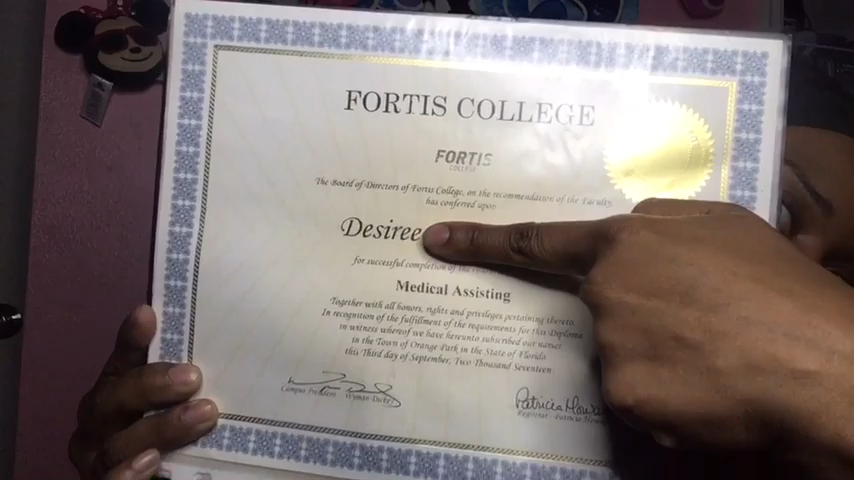 FORTIS COLLEGE
FORTIS
COLLEGE
The Board of Directors of Fortis College, on the recommendation of the Faculty
has conferred upon
Desiree
for successful completion of the
Medical Assisting
Together with all honors, rights and privileges pertaining thereto.
In recognition of the fulfillment of the requirements for this Diploma
in witness whereof we have hereunto subscribed our names
in the Town of Orange Park in the State of Florida
this Third day of September, Two Thousand Seventeen
Patricia
Campus President Wyman Dickey
Registrar - Patricia